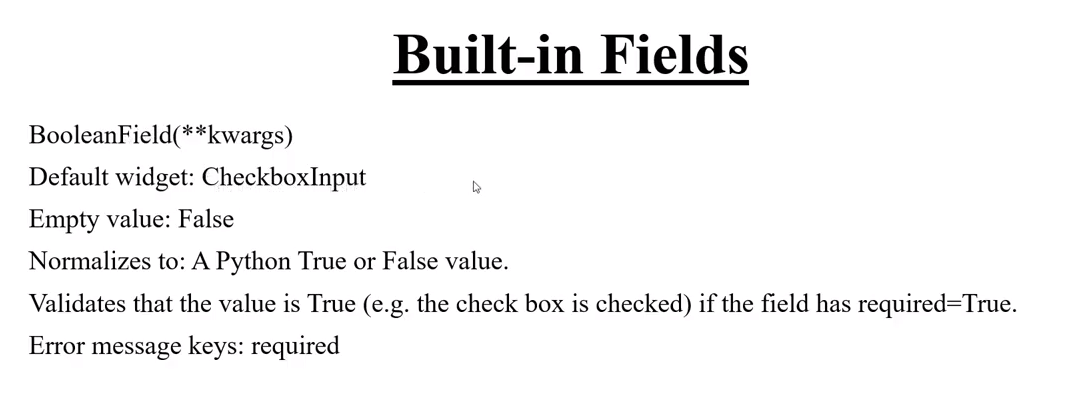 Built-in Fields
BooleanField(**kwargs)
Default widget: CheckboxInput
Empty value: False
Normalizes to: A Python True or False value.
Validates that the value is True (e.g. the check box is checked) if the field has required=True.
Error message keys: required